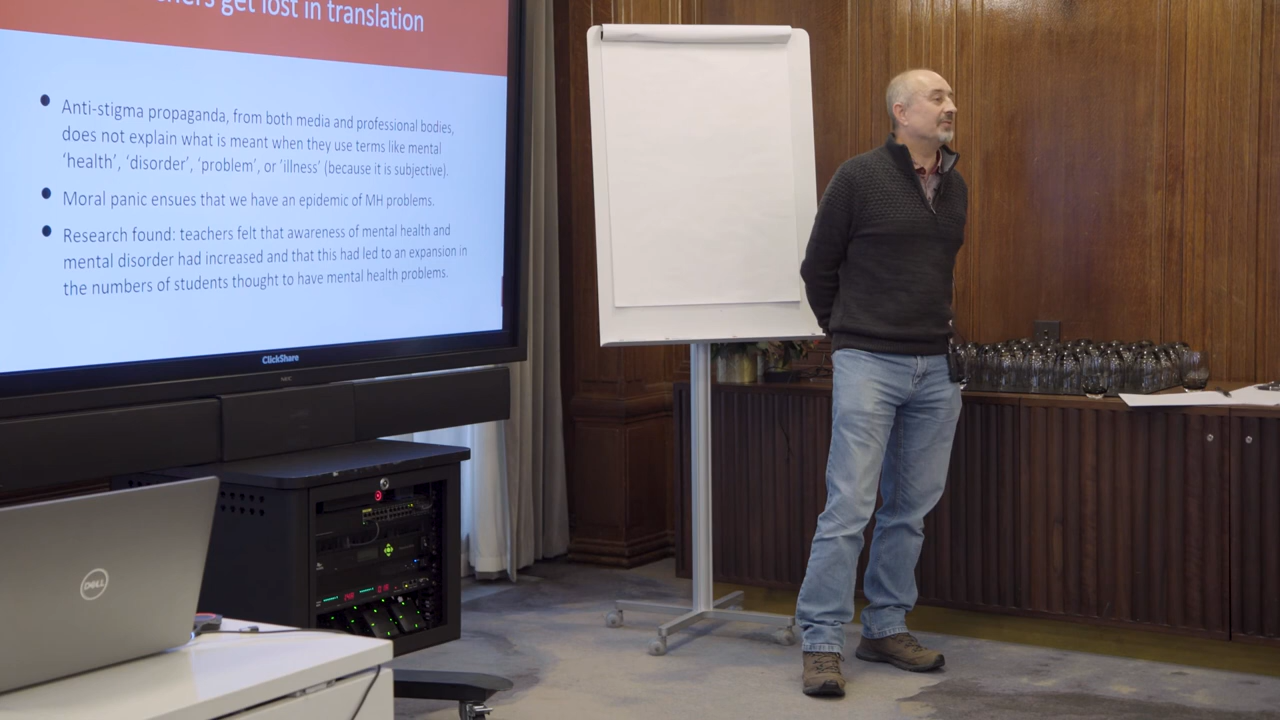 get lost in translation
• Anti-stigma propaganda, from both media and professional bodies,
does not explain what is meant when they use terms like mental
‘health’, ‘disorder’, ‘problem’, or ’illness’ (because it is subjective).
• Moral panic ensues that we have an epidemic of MH problems.
• Research found: teachers felt that awareness of mental health and
mental disorder had increased and that this had led to an expansion in
the numbers of students thought to have mental health problems.
ClickShare
NEC
DELL